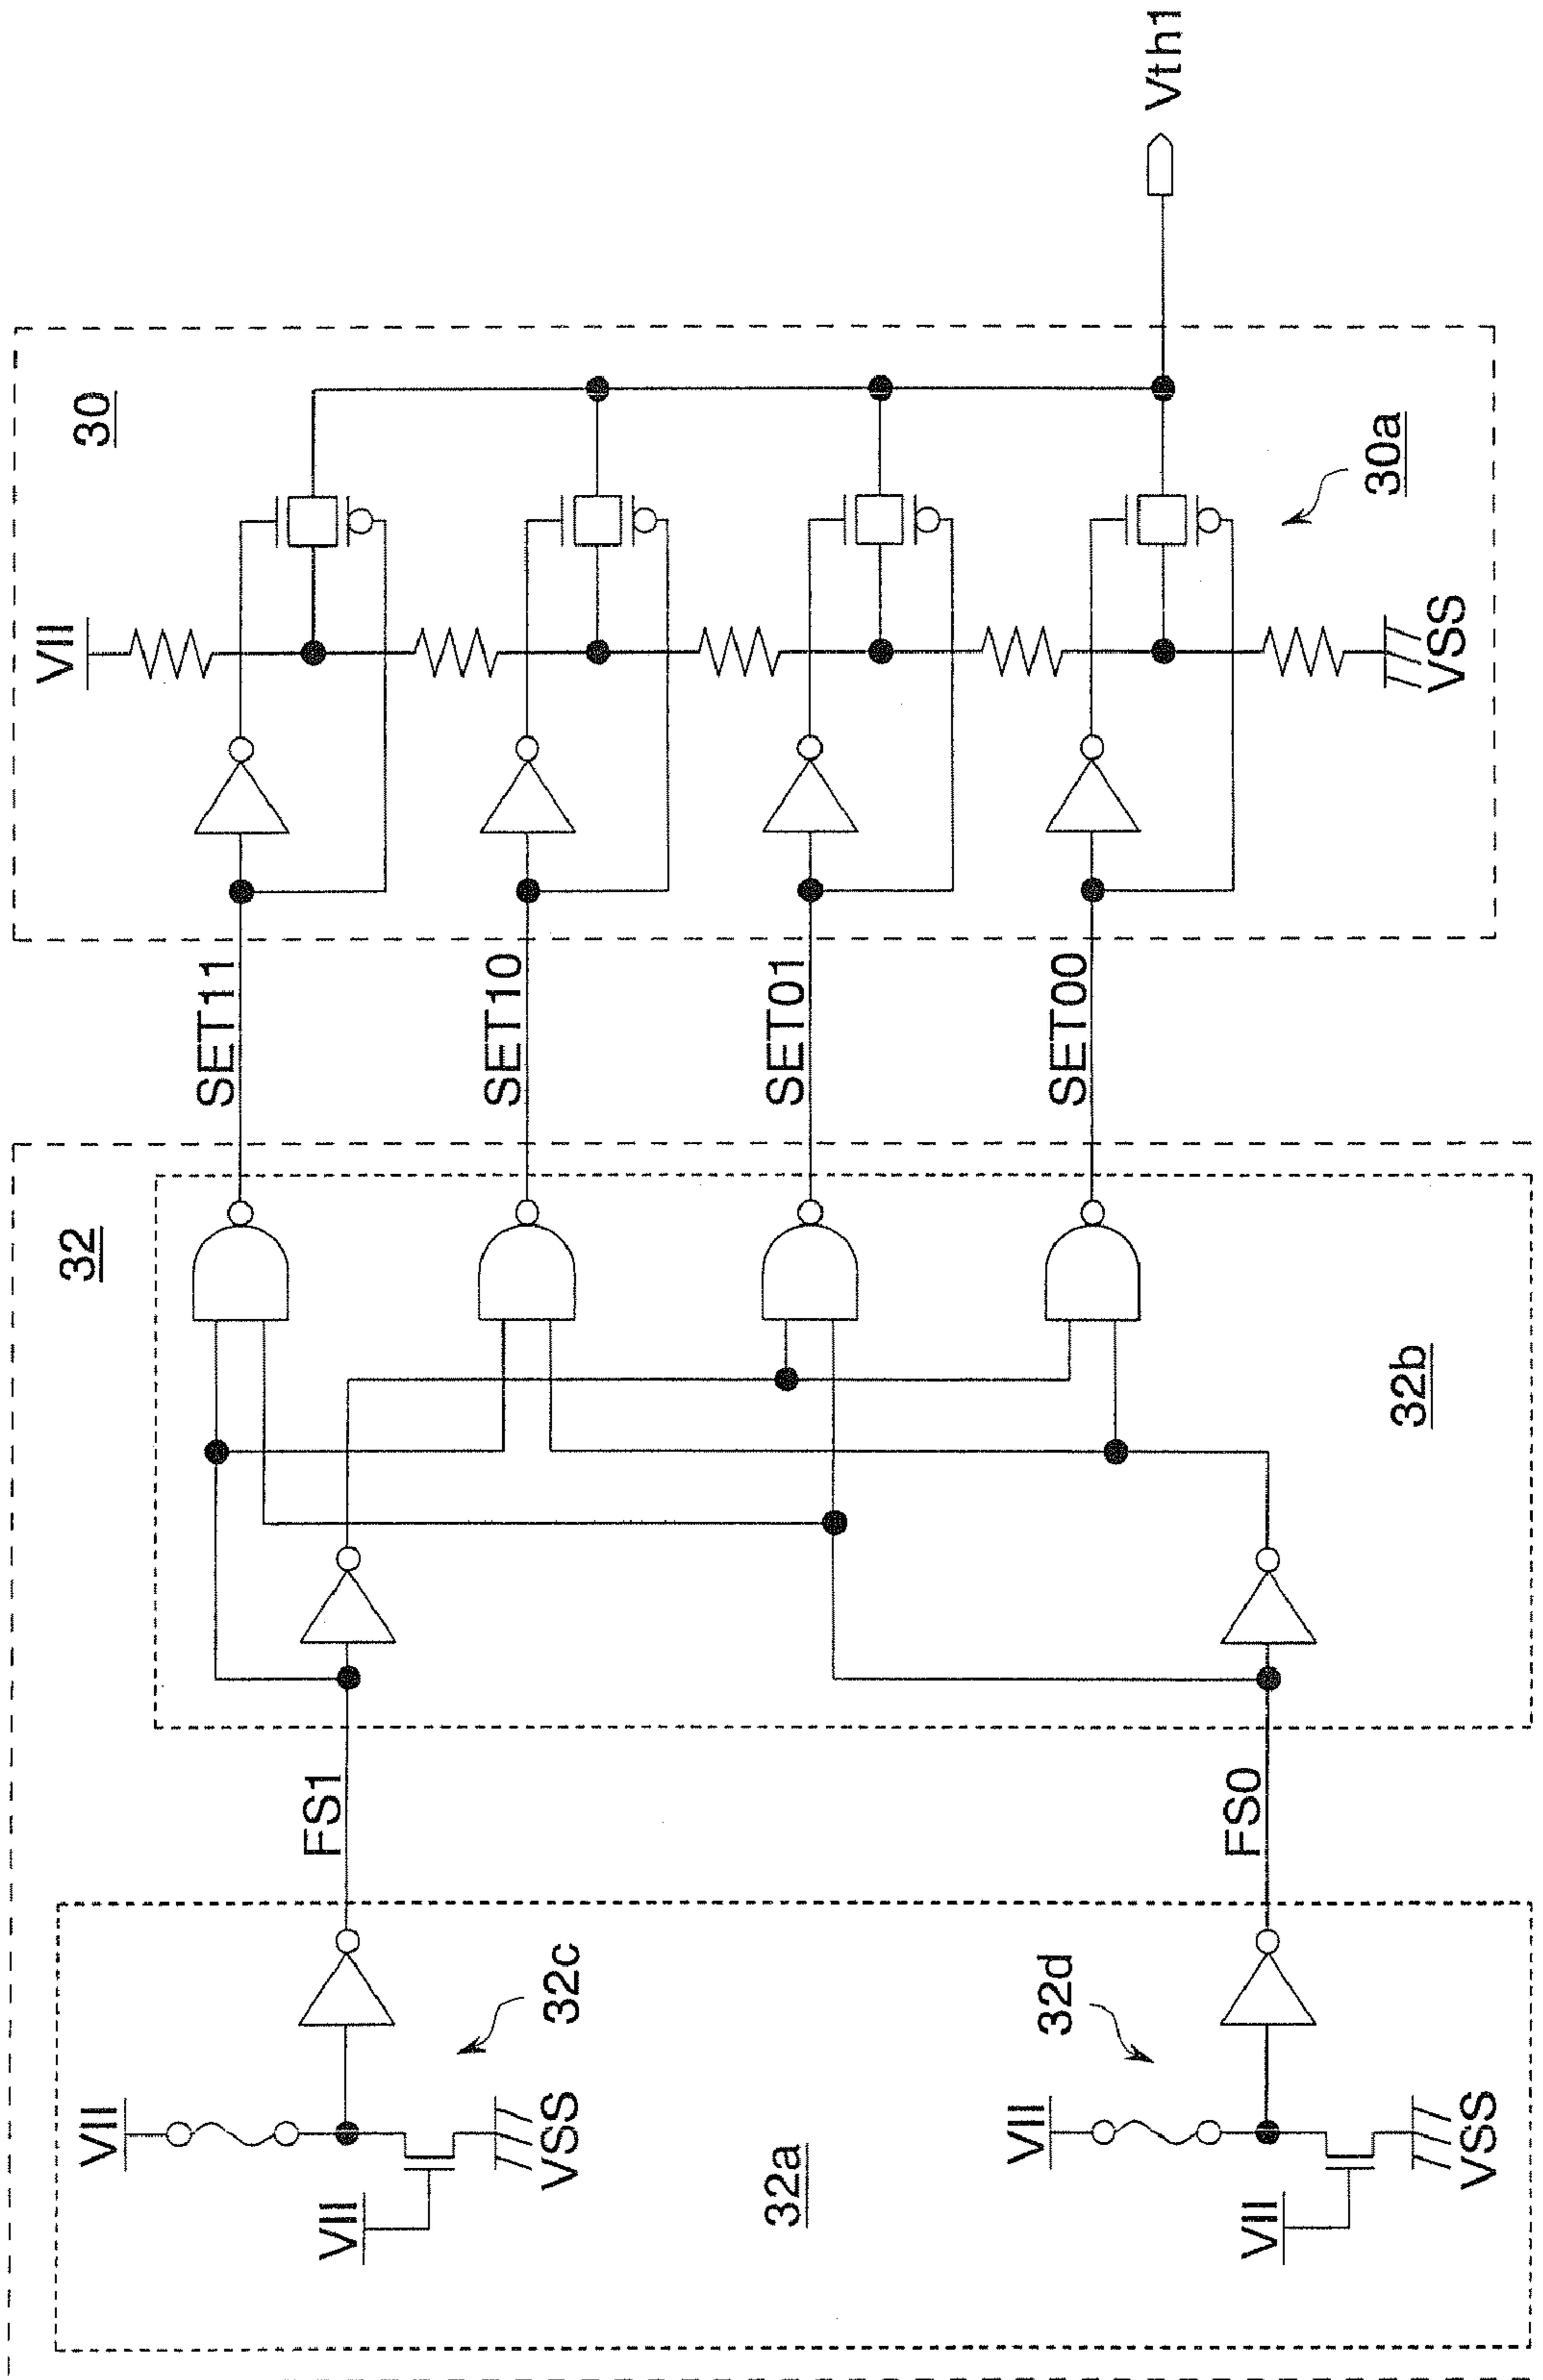 VII
30
Vth1
30a
VSS
SET11
SET10
SET01
SET00
32
32b
FS1
FS0
VII
VII
VSS
32c
32a
32d
VII
VII
VSS